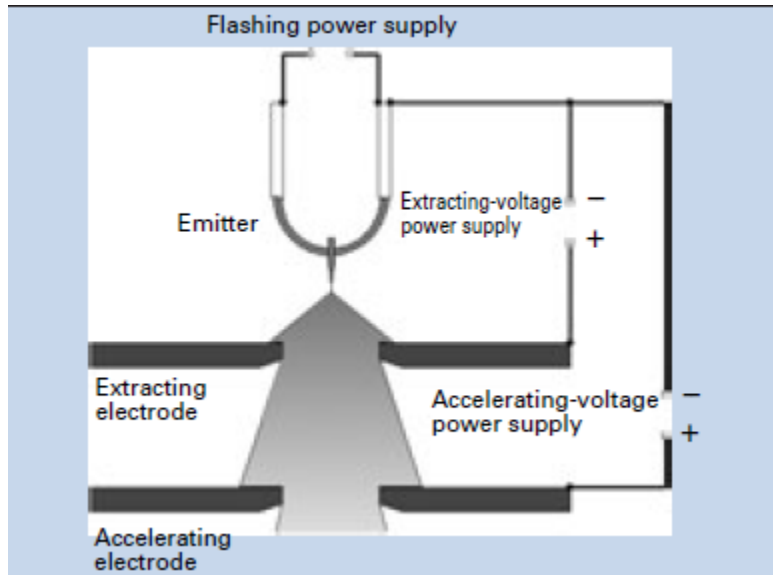 Flashing power supply
Emitter
Extracting-voltage
power supply
−
+
Extracting
electrode
Accelerating-voltage
power supply
−
+
Accelerating
electrode